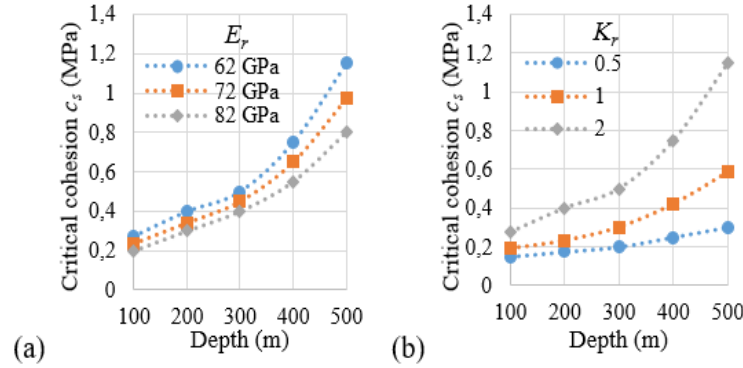 1,4
1,2
1
0,8
0,6
0,4
0,2
0
Critical cohesion cs (MPa)
Er
62 GPa
72 GPa
82 GPa
100 200 300 400 500
Depth (m)
(a)
1,4
1,2
1
0,8
0,6
0,4
0,2
0
Critical cohesion cs (MPa)
Kr
0.5
1
2
100 200 300 400 500
Depth (m)
(b)